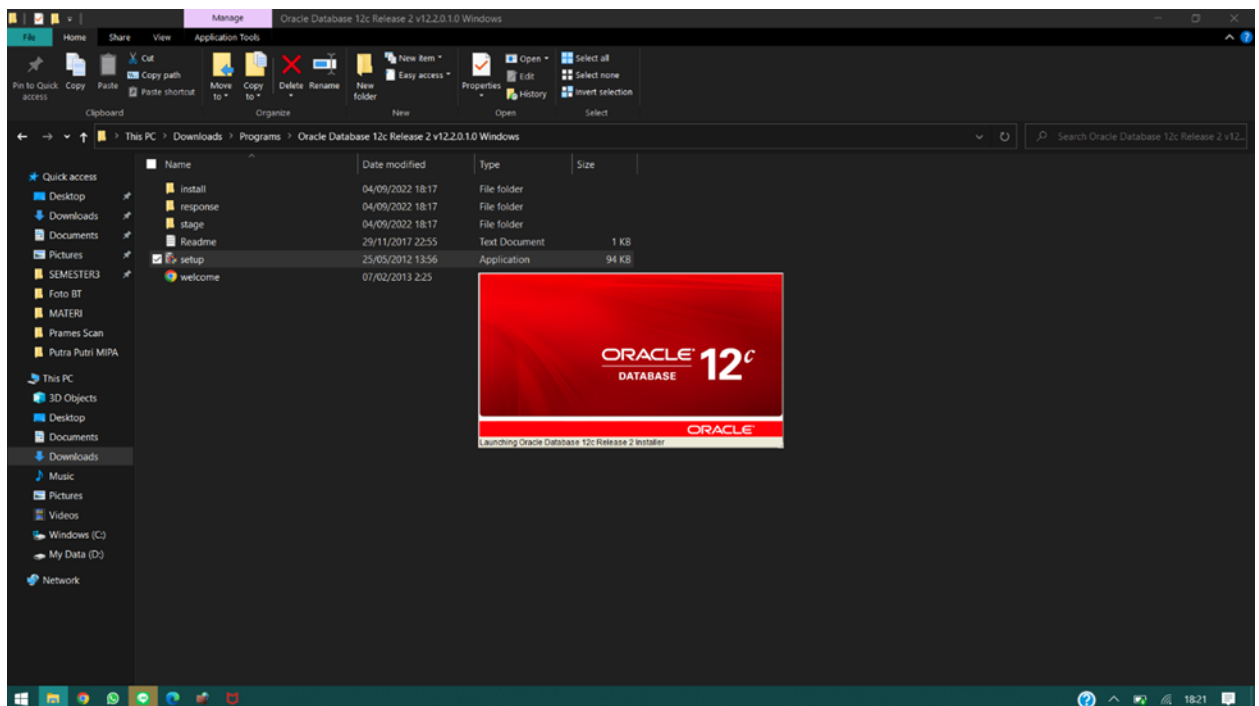 Manage Oracle Database 12c Release 2 v12.2.0.1.0 Windows
File Home Share View Application Tools
Pin to Quick access
Copy
Paste
Cut
Copy path
Paste shortcut
Clipboard
Move to
Copy to
Delete
Rename
Organize
New folder
New item
Easy access
New
Properties
Open
Edit
History
Open
Select all
Select none
Invert selection
Select
This PC > Downloads > Programs > Oracle Database 12c Release 2 v12.2.0.1.0 Windows
Search Oracle Database 12c Release 2 v12...
Name Date modified Type Size
install 04/09/2022 18:17 File folder
response 04/09/2022 18:17 File folder
stage 04/09/2022 18:17 File folder
Readme 29/11/2017 22:55 Text Document 1 KB
setup 25/05/2012 13:56 Application 94 KB
welcome 07/02/2013 2:25
Quick access
Desktop
Downloads
Documents
Pictures
SEMESTER3
Foto BT
MATERI
Prames Scan
Putra Putri MIPA
This PC
3D Objects
Desktop
Documents
Downloads
Music
Pictures
Videos
Windows (C:)
My Data (D:)
Network
ORACLE
DATABASE
12c
ORACLE
Launching Oracle Database 12c Release 2 Installer
18:21